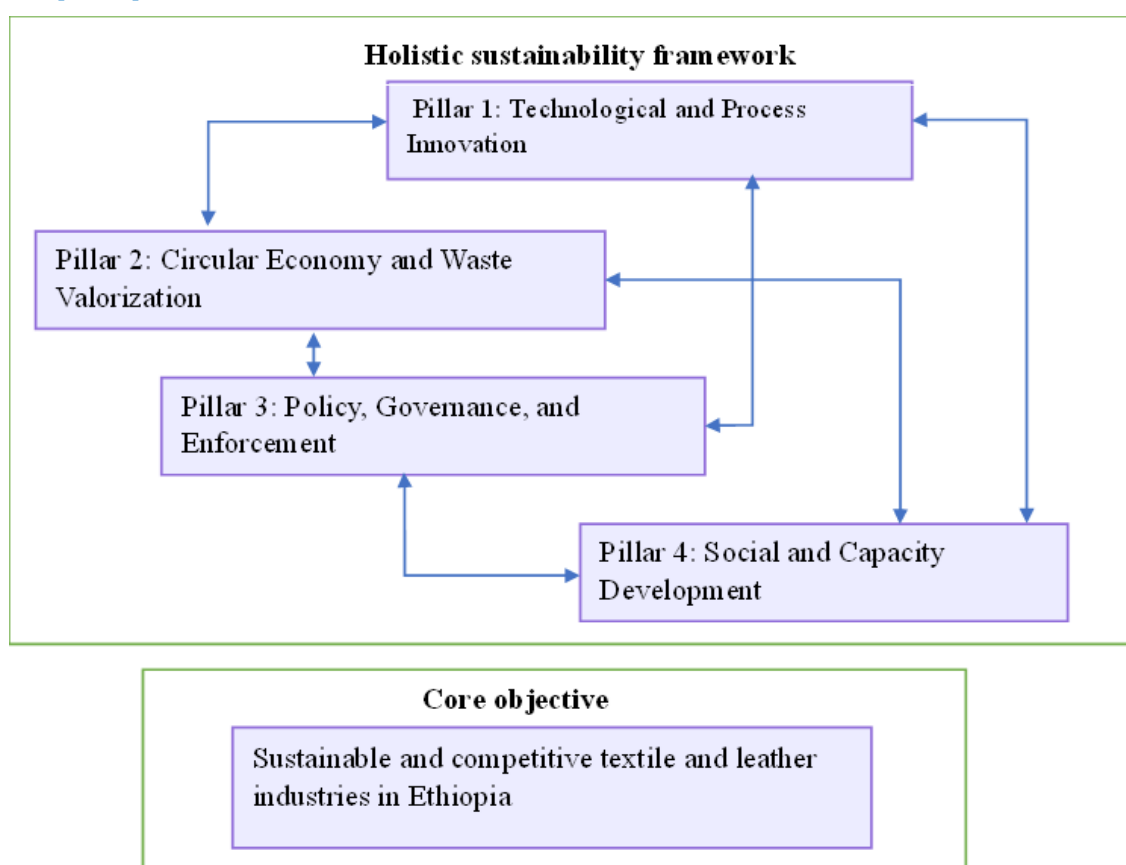 Holistic sustainability framework
Pillar 1: Technological and Process
Innovation
Pillar 2: Circular Economy and Waste
Valorization
Pillar 3: Policy, Governance, and
Enforcement
Pillar 4: Social and Capacity
Development
Core objective
Sustainable and competitive textile and leather
industries in Ethiopia